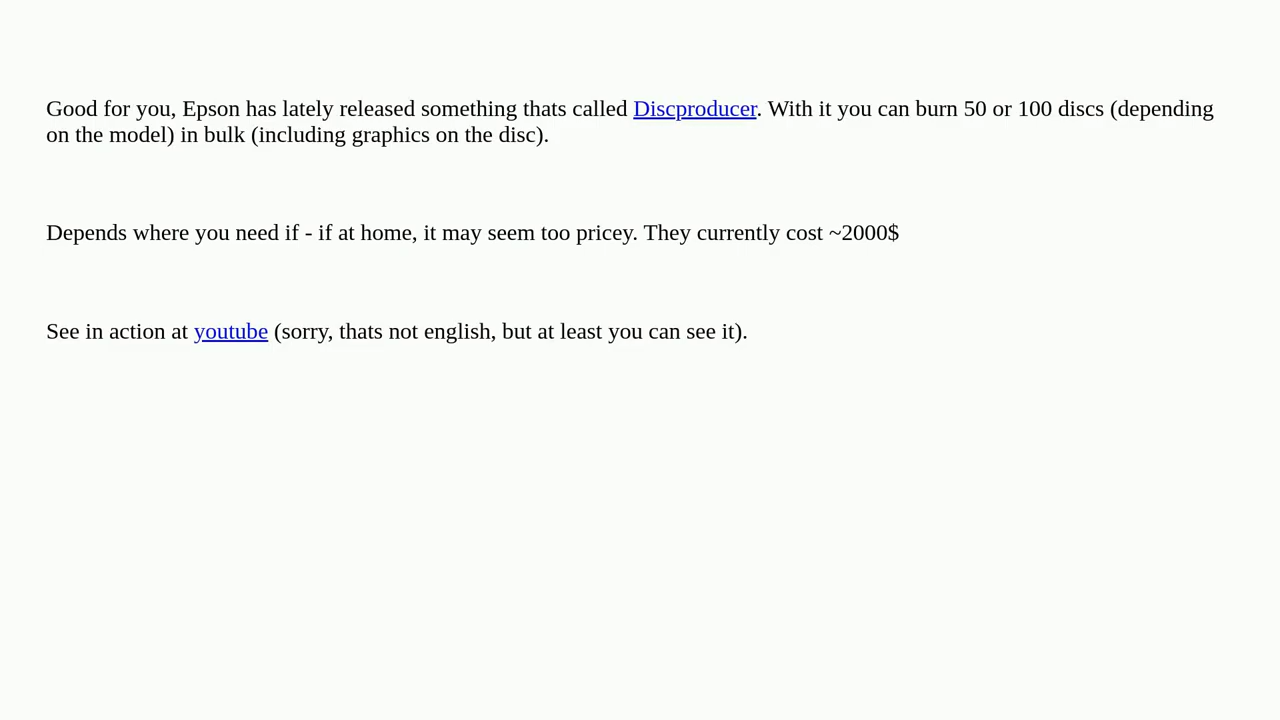 Good for you, Epson has lately released something thats called Discproducer. With it you can burn 50 or 100 discs (depending
on the model) in bulk (including graphics on the disc).
Depends where you need if - if at home, it may seem too pricey. They currently cost ~2000$
See in action at youtube (sorry, thats not english, but at least you can see it).